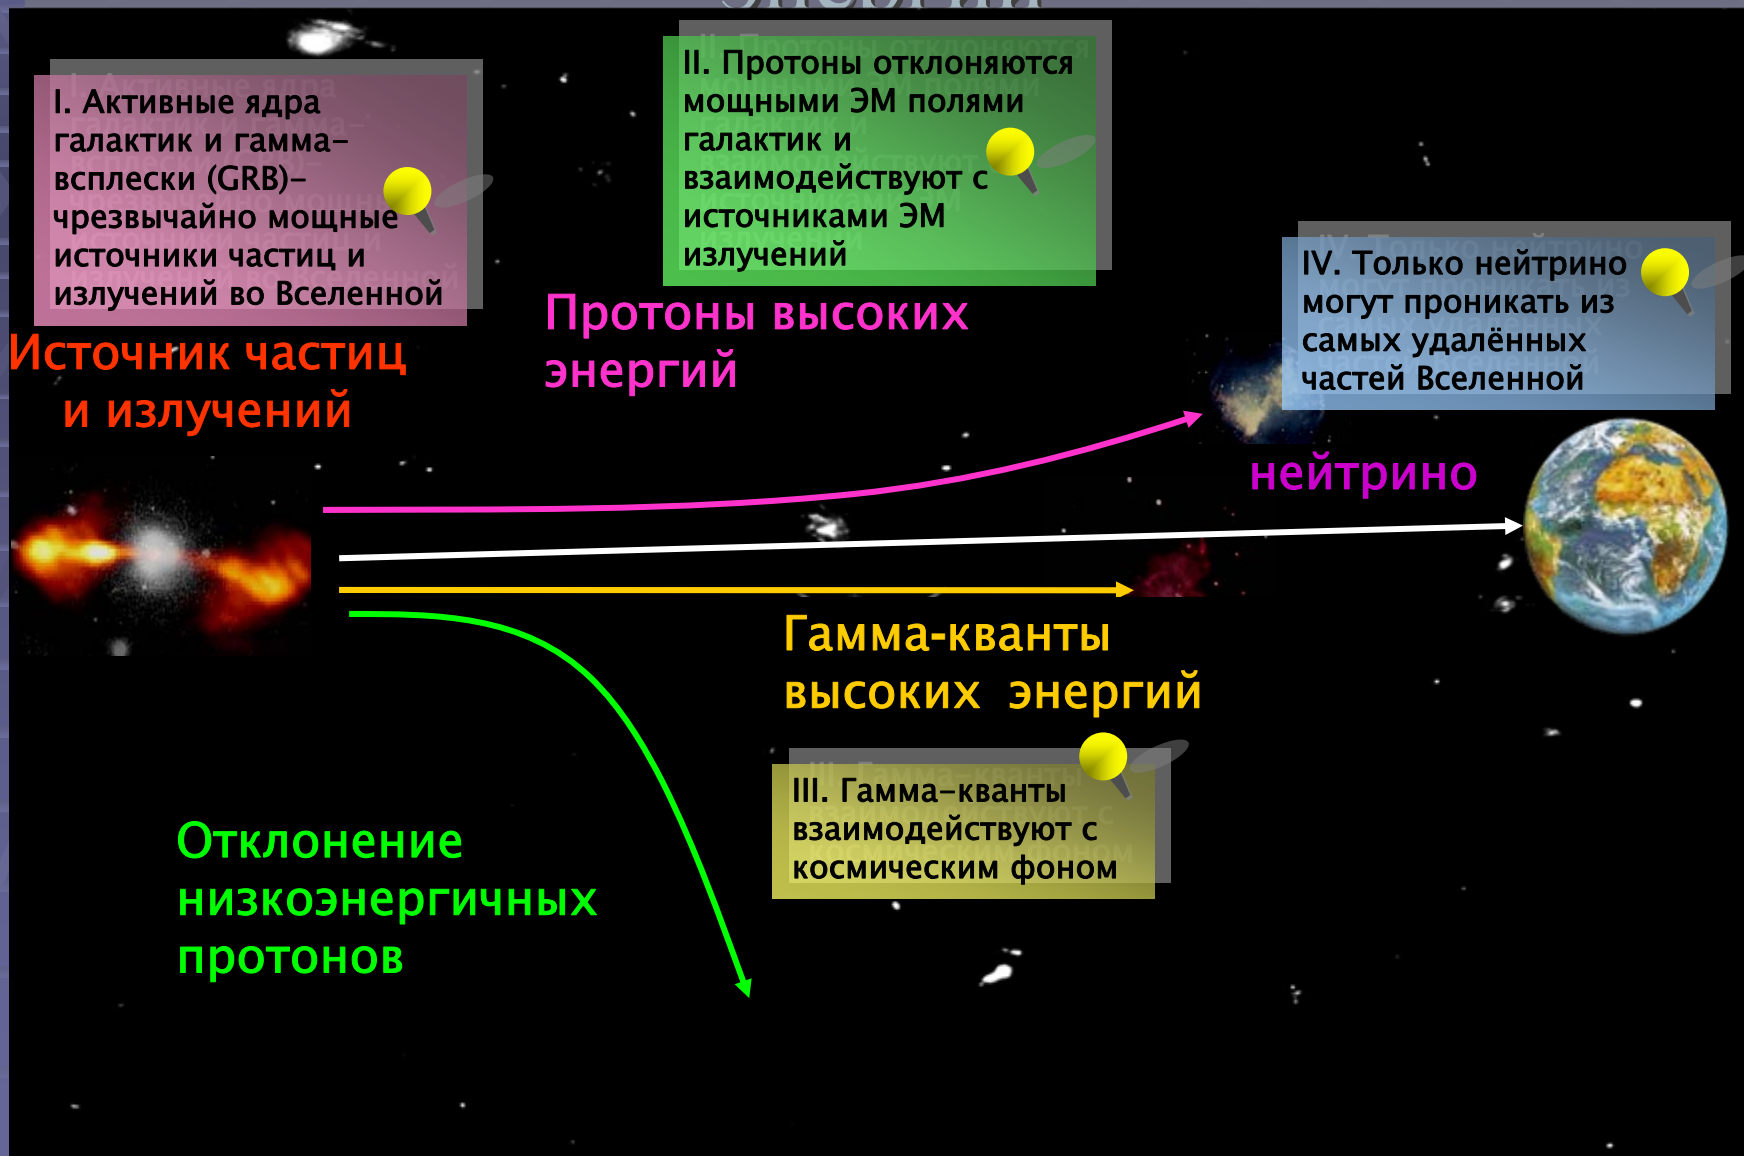 I. Активные ядра
галактик и гамма-
всплески (GRB)-
чрезвычайно мощные
источники частиц и
излучений во Вселенной
II. Протоны отклоняются
мощными ЭМ полями
галактик и
взаимодействуют с
источниками ЭМ
излучений
IV. Только нейтрино
могут проникать из
самых удалённых
частей Вселенной
Протоны высоких
энергий
Источник частиц
и излучений
нейтрино
Гамма-кванты
высоких энергий
III. Гамма-кванты
взаимодействуют с
космическим фоном
Отклонение
низкоэнергичных
протонов